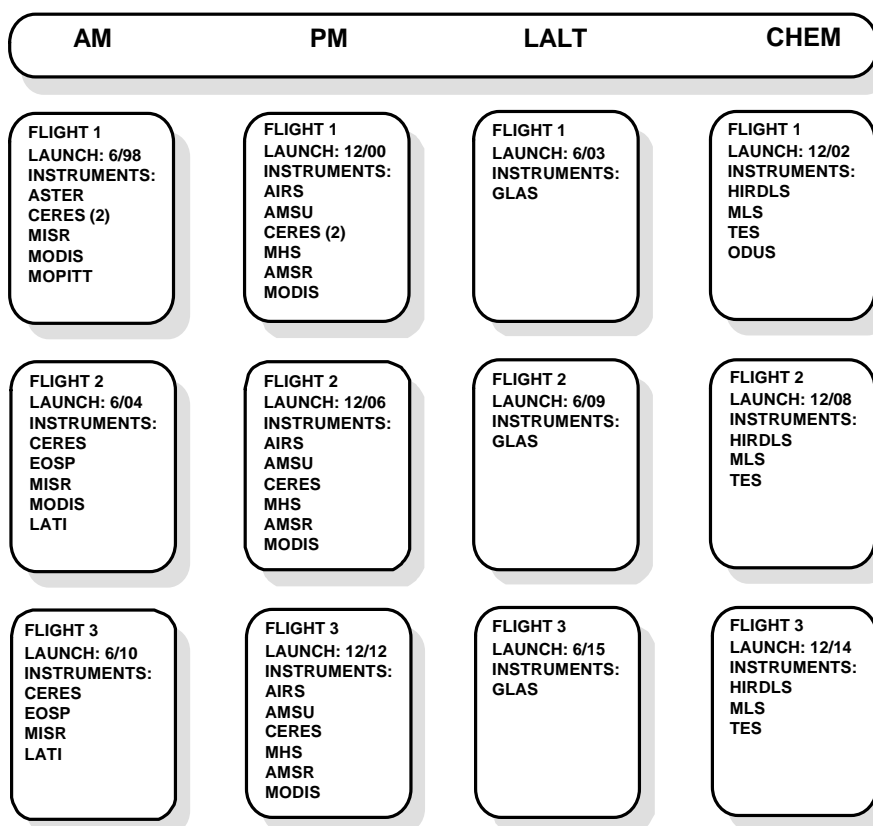 AM PM LALT CHEM
FLIGHT 1
LAUNCH: 6/98
INSTRUMENTS:
ASTER
CERES (2)
MISR
MODIS
MOPITT
FLIGHT 1
LAUNCH: 12/00
INSTRUMENTS:
AIRS
AMSU
CERES (2)
MHS
AMSR
MODIS
FLIGHT 1
LAUNCH: 6/03
INSTRUMENTS:
GLAS
FLIGHT 1
LAUNCH: 12/02
INSTRUMENTS:
HIRDLS
MLS
TES
ODUS
FLIGHT 2
LAUNCH: 6/04
INSTRUMENTS:
CERES
EOSP
MISR
MODIS
LATI
FLIGHT 2
LAUNCH: 12/06
INSTRUMENTS:
AIRS
AMSU
CERES
MHS
AMSR
MODIS
FLIGHT 2
LAUNCH: 6/09
INSTRUMENTS:
GLAS
FLIGHT 2
LAUNCH: 12/08
INSTRUMENTS:
HIRDLS
MLS
TES
FLIGHT 3
LAUNCH: 6/10
INSTRUMENTS:
CERES
EOSP
MISR
LATI
FLIGHT 3
LAUNCH: 12/12
INSTRUMENTS:
AIRS
AMSU
CERES
MHS
AMSR
MODIS
FLIGHT 3
LAUNCH: 6/15
INSTRUMENTS:
GLAS
FLIGHT 3
LAUNCH: 12/14
INSTRUMENTS:
HIRDLS
MLS
TES